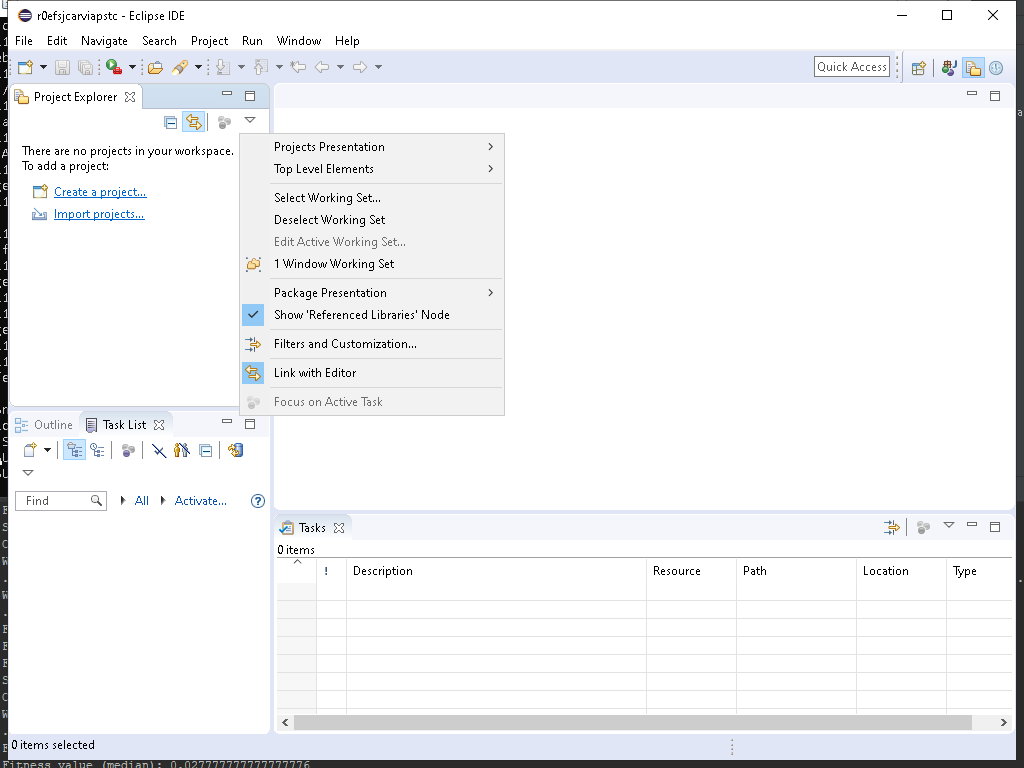 r0efsjcarviapstc - Eclipse IDE
File Edit Navigate Search Project Run Window Help
Quick Access
Project Explorer
There are no projects in your workspace.
To add a project:
Create a project...
Import projects...
Projects Presentation
Top Level Elements
Select Working Set...
Deselect Working Set
Edit Active Working Set...
1 Window Working Set
Package Presentation
Show 'Referenced Libraries' Node
Filters and Customization...
Link with Editor
Focus on Active Task
Outline Task List
Find All Activate...
Tasks
0 items
! Description Resource Path Location Type
0 items selected
Fitness value (median): 0.027777777777777776